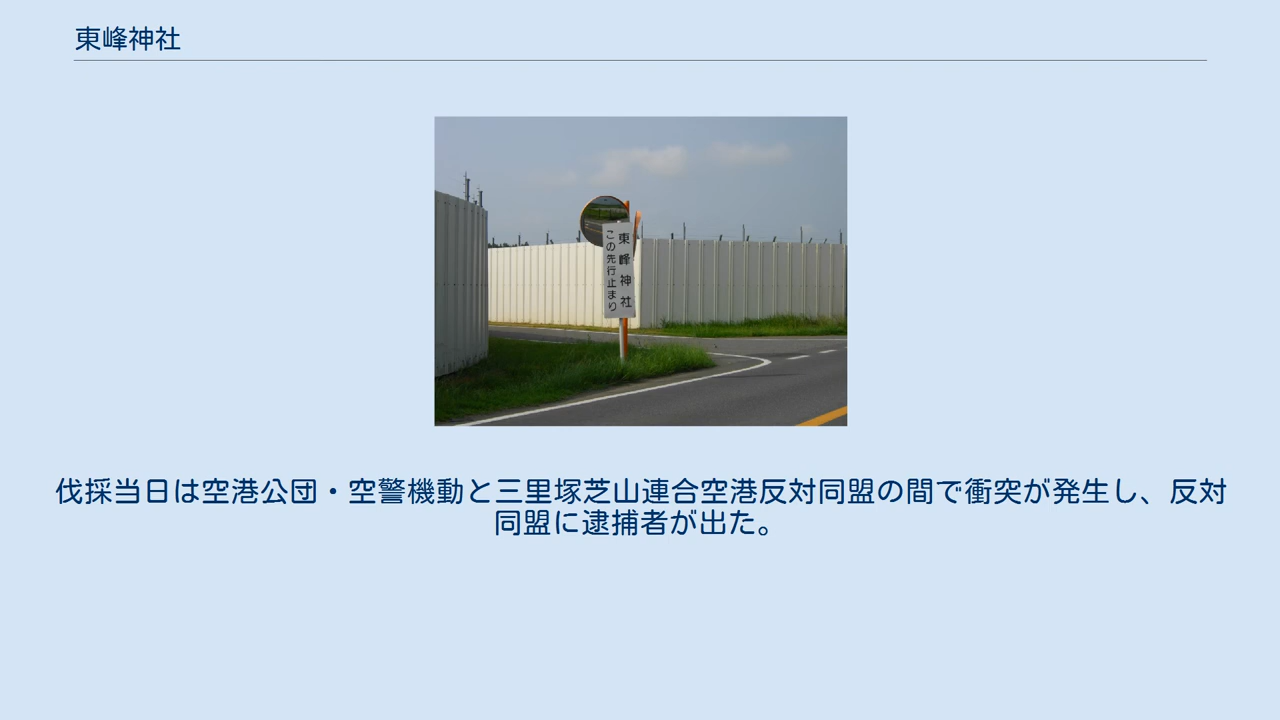 東峰神社
東峰神社
この先行止まり
伐採当日は空港公団・空警機動と三里塚芝山連合空港反対同盟の間で衝突が発生し、反対
同盟に逮捕者が出た。